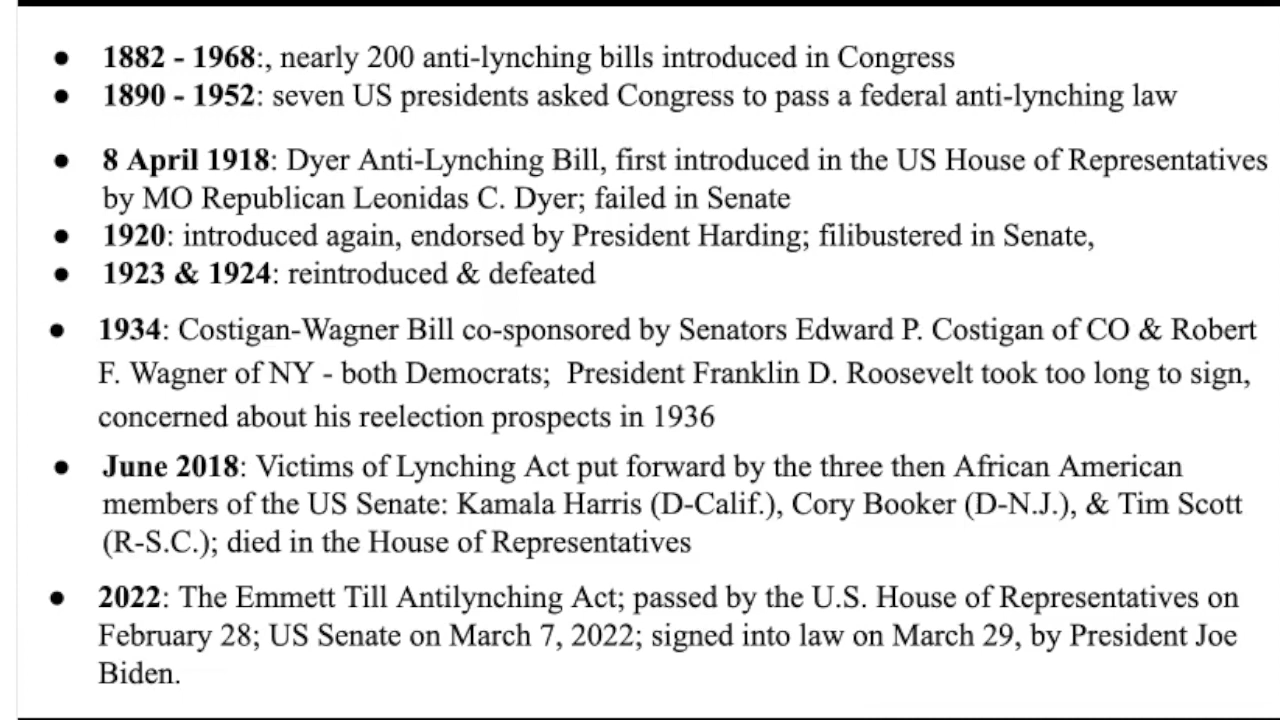 ● 1882 - 1968:, nearly 200 anti-lynching bills introduced in Congress
● 1890 - 1952: seven US presidents asked Congress to pass a federal anti-lynching law
● 8 April 1918: Dyer Anti-Lynching Bill, first introduced in the US House of Representatives
by MO Republican Leonidas C. Dyer; failed in Senate
● 1920: introduced again, endorsed by President Harding; filibustered in Senate,
● 1923 & 1924: reintroduced & defeated
● 1934: Costigan-Wagner Bill co-sponsored by Senators Edward P. Costigan of CO & Robert
F. Wagner of NY - both Democrats;  President Franklin D. Roosevelt took too long to sign,
concerned about his reelection prospects in 1936
● June 2018: Victims of Lynching Act put forward by the three then African American
members of the US Senate: Kamala Harris (D-Calif.), Cory Booker (D-N.J.), & Tim Scott
(R-S.C.); died in the House of Representatives
● 2022: The Emmett Till Antilynching Act; passed by the U.S. House of Representatives on
February 28; US Senate on March 7, 2022; signed into law on March 29, by President Joe
Biden.